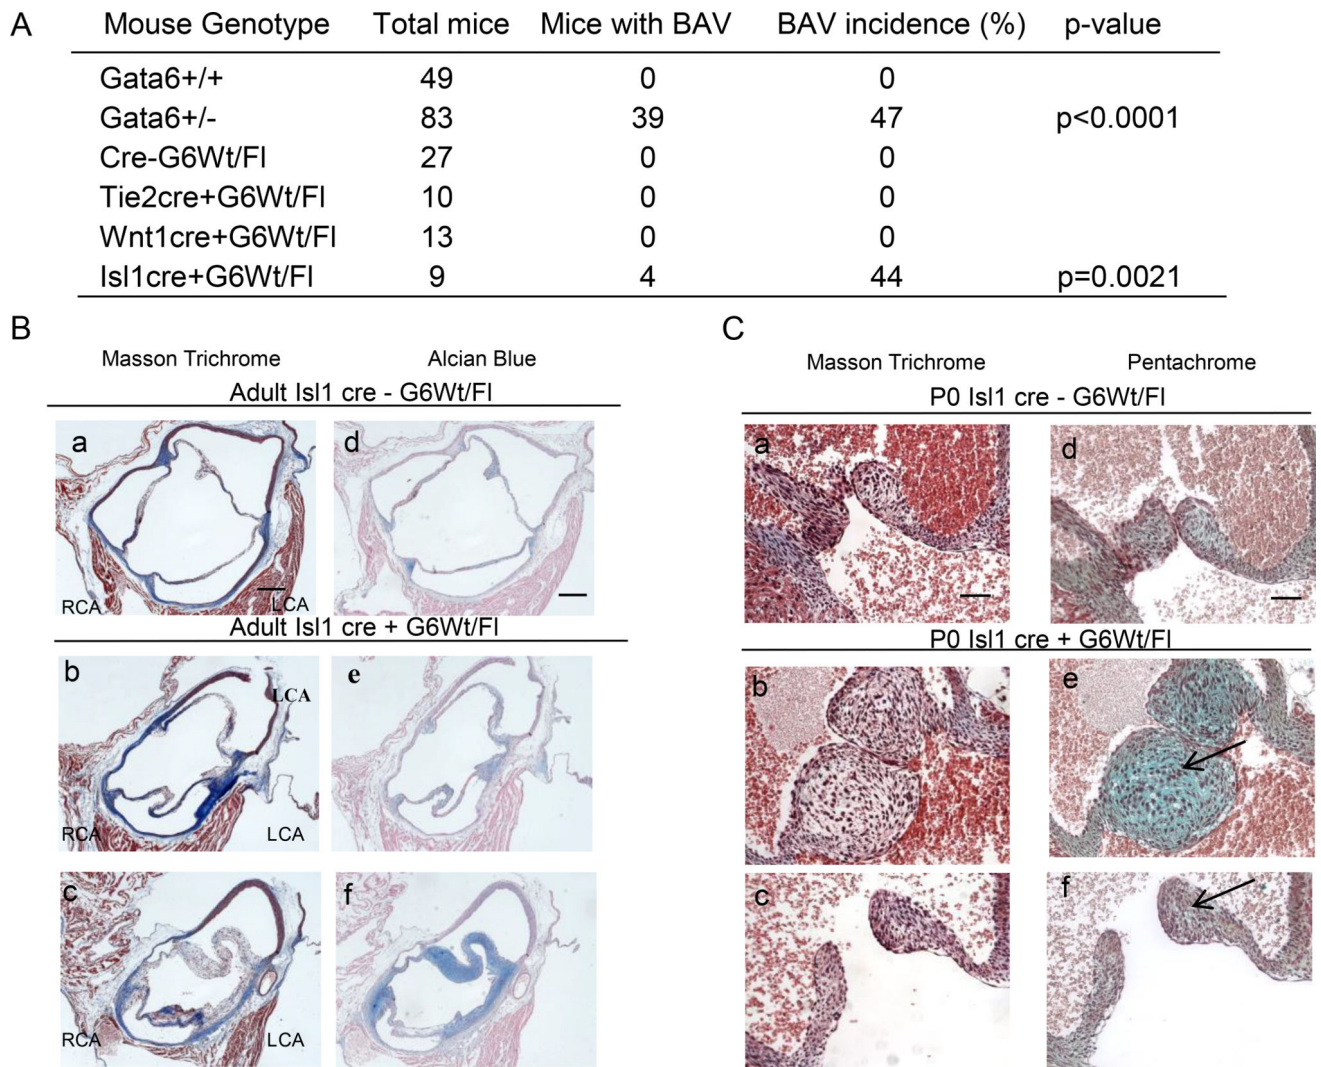 A
Mouse Genotype Total mice Mice with BAV BAV incidence (%) p-value
Gata6+/+ 49 0 0
Gata6+/- 83 39 47 p<0.0001
Cre-G6Wt/Fl 27 0 0
Tie2cre+G6Wt/Fl 10 0 0
Wnt1cre+G6Wt/Fl 13 0 0
Isl1cre+G6Wt/Fl 9 4 44 p=0.0021
B
Masson Trichrome Alcian Blue
Adult Isl1 cre - G6Wt/Fl
a d
RCA LCA
Adult Isl1 cre + G6Wt/Fl
b e
LCA
RCA LCA
c f
RCA LCA
C
Masson Trichrome Pentachrome
P0 Isl1 cre - G6Wt/Fl
a d
P0 Isl1 cre + G6Wt/Fl
b e
c f